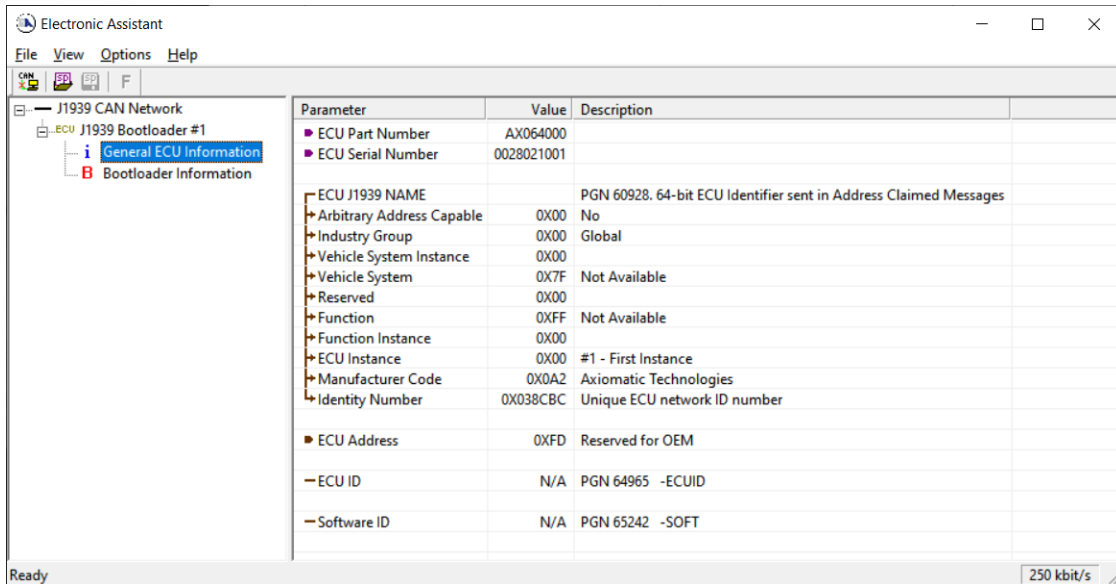 Electronic Assistant
File View Options Help
CAN SP SP F
J1939 CAN Network
ECU J1939 Bootloader #1
i General ECU Information
B Bootloader Information
Parameter Value Description
ECU Part Number AX064000
ECU Serial Number 0028021001
ECU J1939 NAME PGN 60928. 64-bit ECU Identifier sent in Address Claimed Messages
Arbitrary Address Capable 0X00 No
Industry Group 0X00 Global
Vehicle System Instance 0X00
Vehicle System 0X7F Not Available
Reserved 0X00
Function 0XFF Not Available
Function Instance 0X00
ECU Instance 0X00 #1 - First Instance
Manufacturer Code 0X0A2 Axiomatic Technologies
Identity Number 0X038CBC Unique ECU network ID number
ECU Address 0XFD Reserved for OEM
ECU ID N/A PGN 64965 -ECUID
Software ID N/A PGN 65242 -SOFT
Ready 250 kbit/s